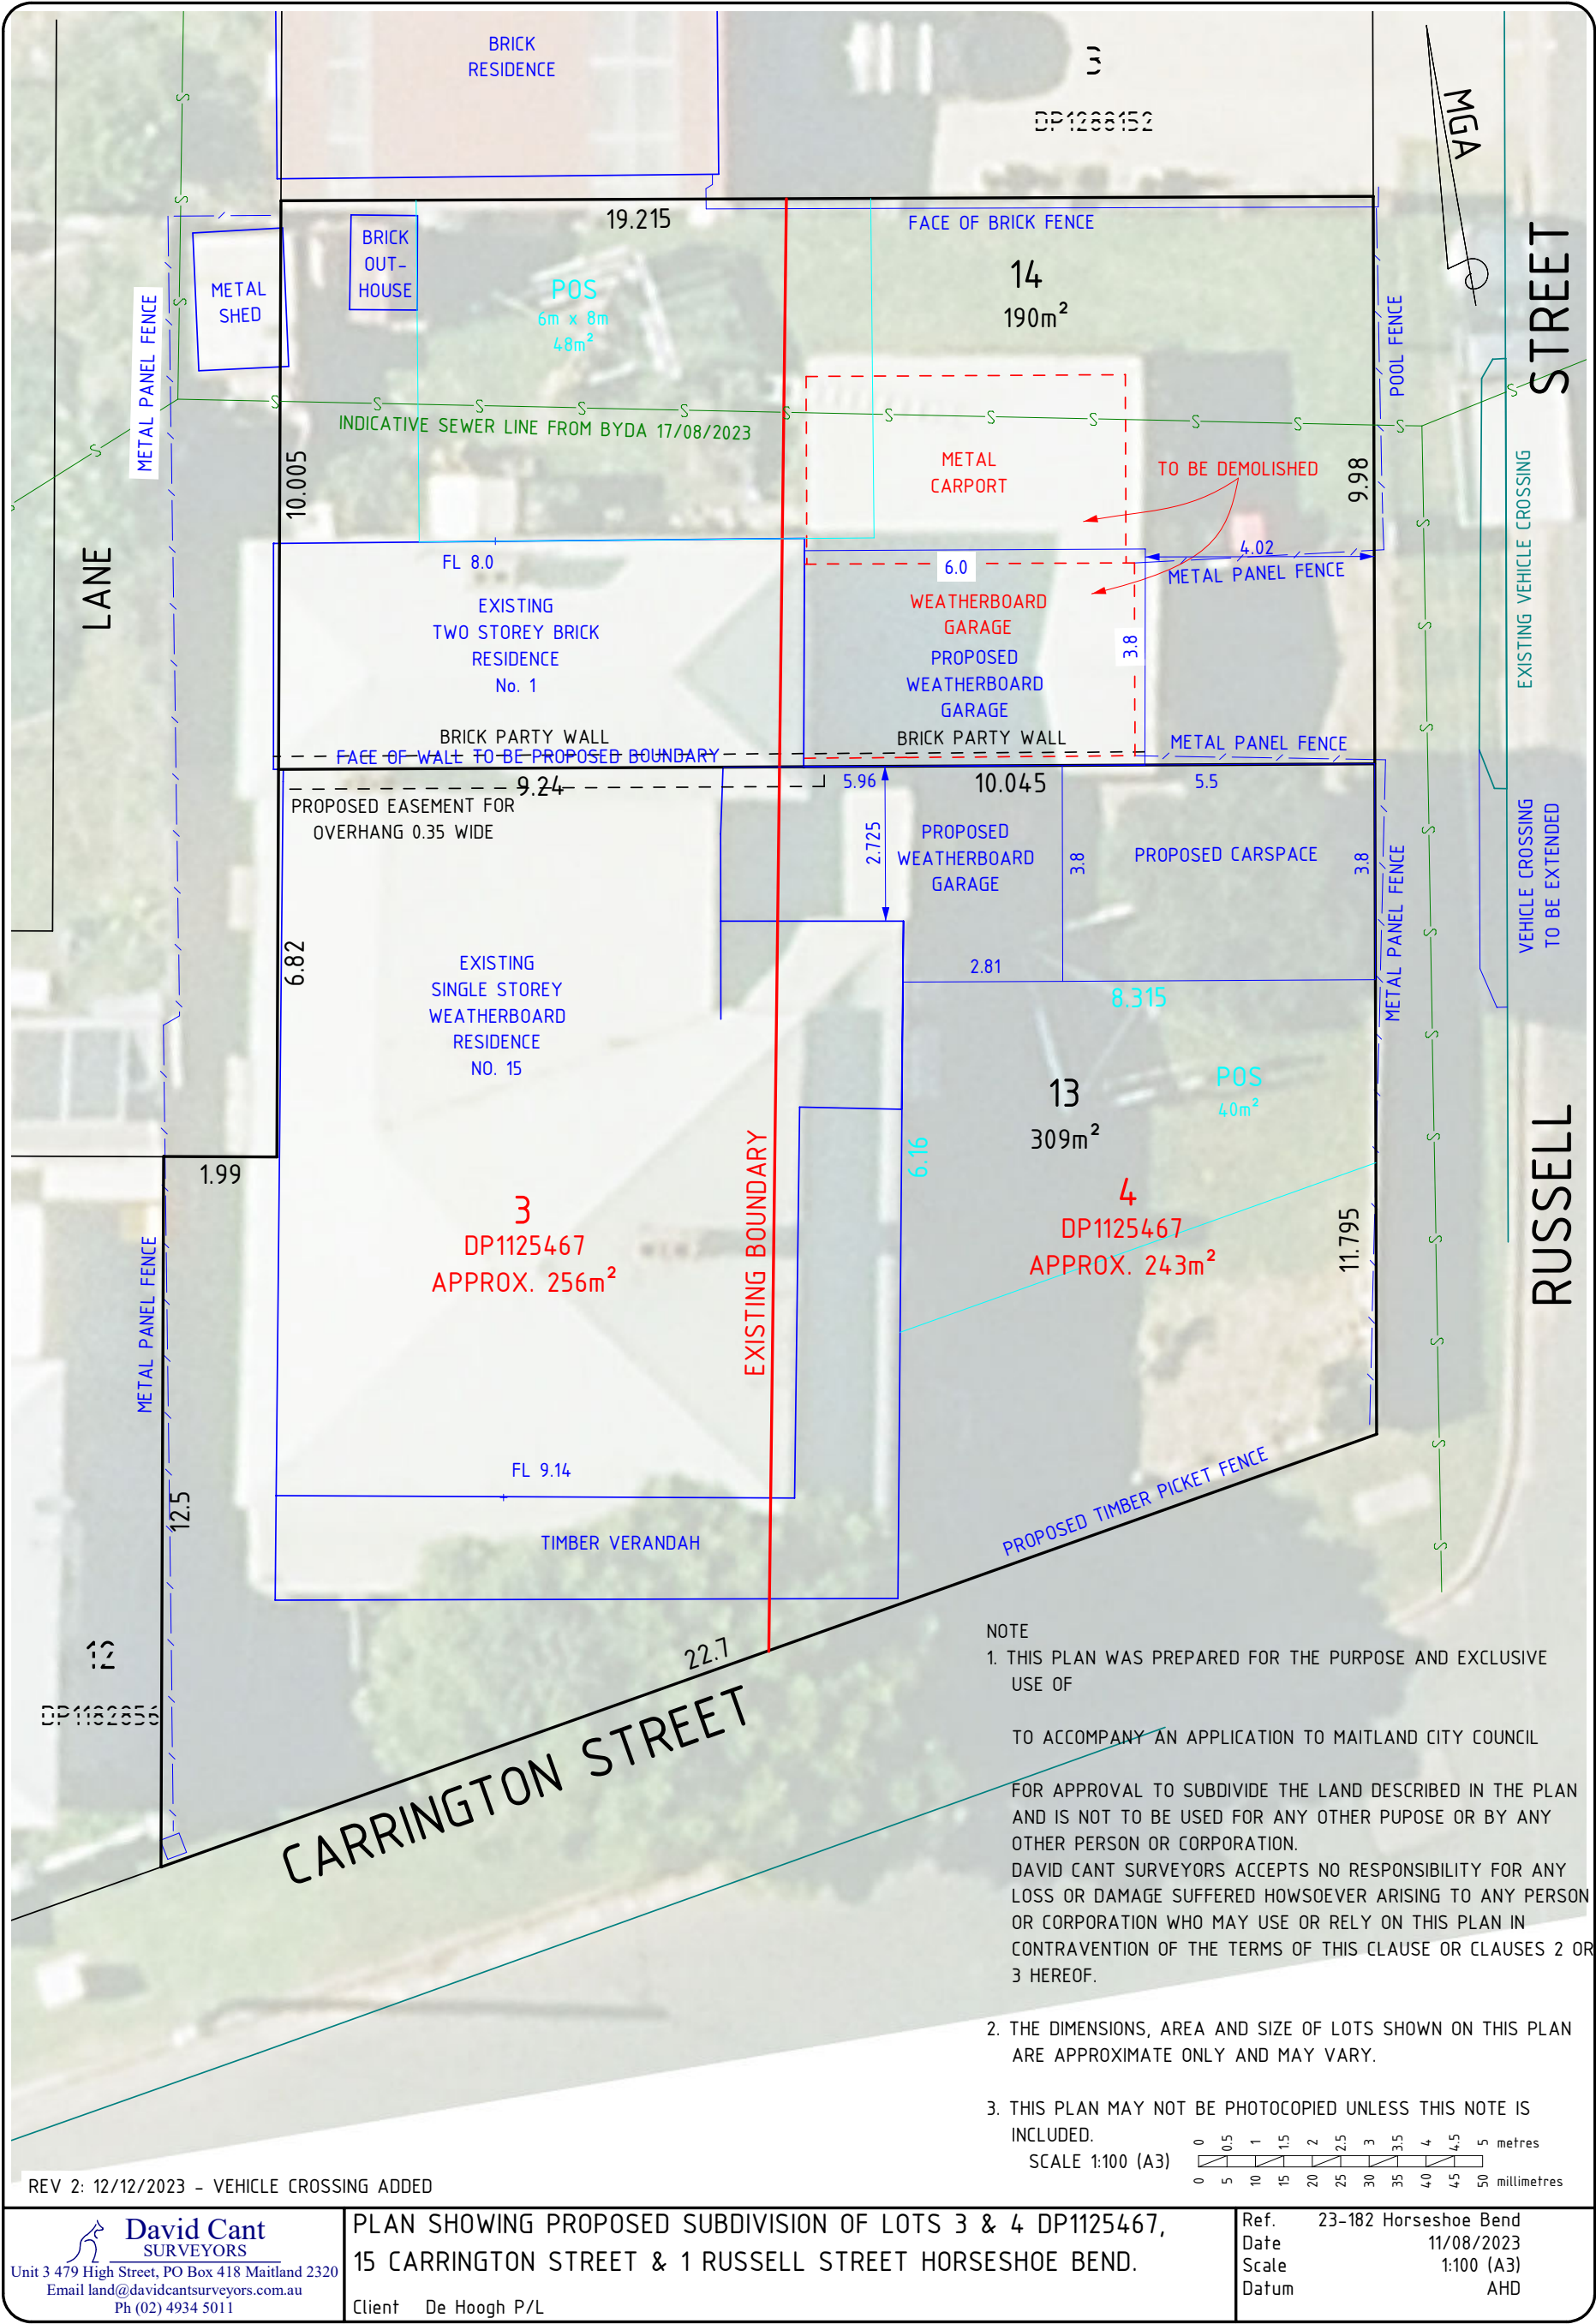 BRICK
RESIDENCE
3
DP1288152
MGA
STREET
19.215
FACE OF BRICK FENCE
BRICK
OUT-
HOUSE
METAL
SHED
METAL PANEL FENCE
POS
6m x 8m
48m²
14
190m²
POOL FENCE
INDICATIVE SEWER LINE FROM BYDA 17/08/2023
10.005
METAL
CARPORT
TO BE DEMOLISHED
9.98
EXISTING VEHICLE CROSSING
LANE
FL 8.0
6.0
4.02
METAL PANEL FENCE
EXISTING
TWO STOREY BRICK
RESIDENCE
No. 1
WEATHERBOARD
GARAGE
PROPOSED
WEATHERBOARD
GARAGE
3.8
BRICK PARTY WALL
BRICK PARTY WALL
METAL PANEL FENCE
FACE OF WALL TO BE PROPOSED BOUNDARY
9.24
5.96
10.045
5.5
PROPOSED EASEMENT FOR
OVERHANG 0.35 WIDE
2.725
PROPOSED
WEATHERBOARD
GARAGE
3.8
PROPOSED CARSPACE
3.8
METAL PANEL FENCE
VEHICLE CROSSING
TO BE EXTENDED
6.82
EXISTING
SINGLE STOREY
WEATHERBOARD
RESIDENCE
NO. 15
2.81
8.315
13
309m²
POS
40m²
6.16
EXISTING BOUNDARY
1.99
3
DP1125467
APPROX. 256m²
4
DP1125467
APPROX. 243m²
11.795
RUSSELL
METAL PANEL FENCE
FL 9.14
12.5
TIMBER VERANDAH
PROPOSED TIMBER PICKET FENCE
12
DP1182856
22.7
CARRINGTON STREET
NOTE
1. THIS PLAN WAS PREPARED FOR THE PURPOSE AND EXCLUSIVE
USE OF
TO ACCOMPANY AN APPLICATION TO MAITLAND CITY COUNCIL
FOR APPROVAL TO SUBDIVIDE THE LAND DESCRIBED IN THE PLAN
AND IS NOT TO BE USED FOR ANY OTHER PUPOSE OR BY ANY
OTHER PERSON OR CORPORATION.
DAVID CANT SURVEYORS ACCEPTS NO RESPONSIBILITY FOR ANY
LOSS OR DAMAGE SUFFERED HOWSOEVER ARISING TO ANY PERSON
OR CORPORATION WHO MAY USE OR RELY ON THIS PLAN IN
CONTRAVENTION OF THE TERMS OF THIS CLAUSE OR CLAUSES 2 OR
3 HEREOF.
2. THE DIMENSIONS, AREA AND SIZE OF LOTS SHOWN ON THIS PLAN
ARE APPROXIMATE ONLY AND MAY VARY.
3. THIS PLAN MAY NOT BE PHOTOCOPIED UNLESS THIS NOTE IS
INCLUDED.
SCALE 1:100 (A3)
0 0.5 1 1.5 2 2.5 3 3.5 4 4.5 5 metres
0 5 10 15 20 25 30 35 40 45 50 millimetres
REV 2: 12/12/2023 - VEHICLE CROSSING ADDED
David Cant
SURVEYORS
Unit 3 479 High Street, PO Box 418 Maitland 2320
Email land@davidcantsurveyors.com.au
Ph (02) 4934 5011
PLAN SHOWING PROPOSED SUBDIVISION OF LOTS 3 & 4 DP1125467,
15 CARRINGTON STREET & 1 RUSSELL STREET HORSESHOE BEND.
Client De Hoogh P/L
Ref. 23-182 Horseshoe Bend
Date 11/08/2023
Scale 1:100 (A3)
Datum AHD